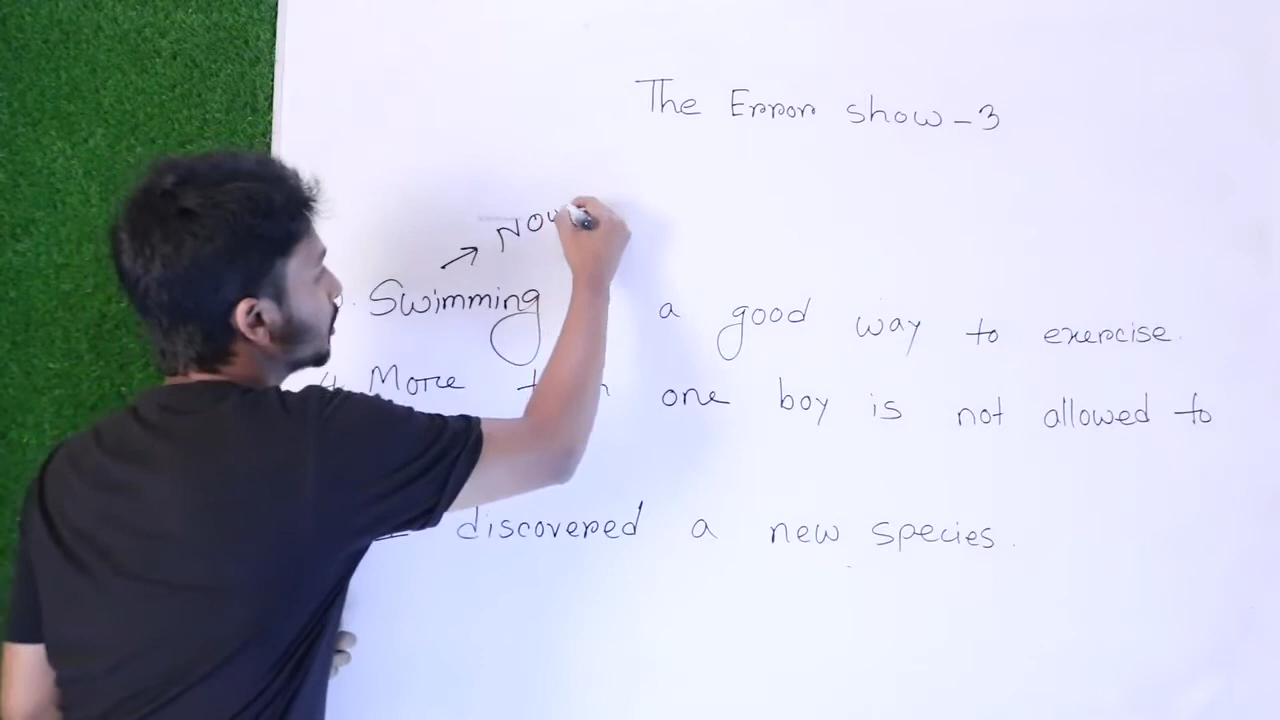 The Error show - 3
Nou
Swimming a good way to exercise.
4. More one boy is not allowed to
discovered a new species.